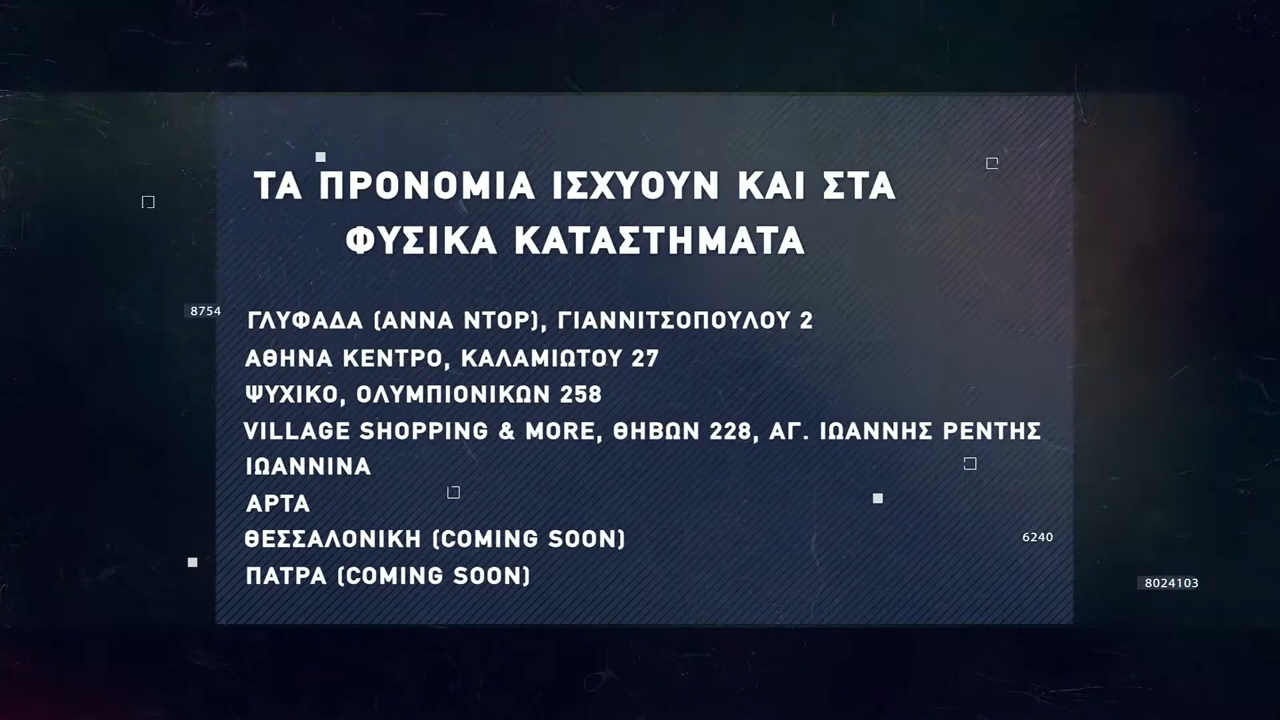 ΤΑ ΠΡΟΝΟΜΙΑ ΙΣΧΥΟΥΝ ΚΑΙ ΣΤΑ
ΦΥΣΙΚΑ ΚΑΤΑΣΤΗΜΑΤΑ
8754
ΓΛΥΦΑΔΑ (ΑΝΝΑ ΝΤΟΡ), ΓΙΑΝΝΙΤΣΟΠΟΥΛΟΥ 2
ΑΘΗΝΑ ΚΕΝΤΡΟ, ΚΑΛΑΜΙΩΤΟΥ 27
ΨΥΧΙΚΟ, ΟΛΥΜΠΙΟΝΙΚΩΝ 258
VILLAGE SHOPPING & MORE, ΘΗΒΩΝ 228, ΑΓ. ΙΩΑΝΝΗΣ ΡΕΝΤΗΣ
ΙΩΑΝΝΙΝΑ
ΑΡΤΑ
ΘΕΣΣΑΛΟΝΙΚΗ (COMING SOON)
6240
ΠΑΤΡΑ (COMING SOON)
8024103